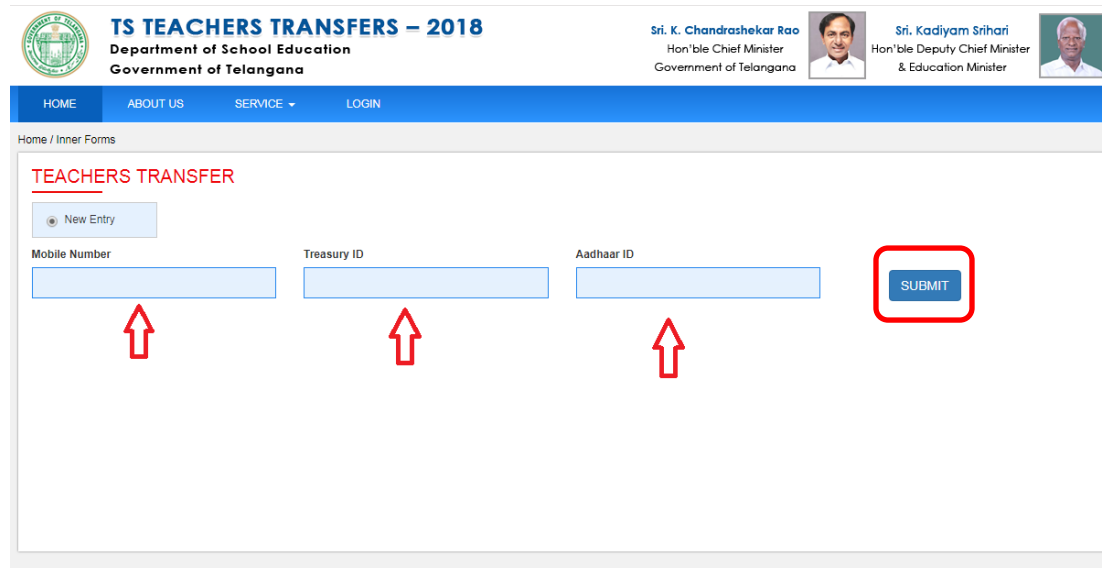 TS TEACHERS TRANSFERS – 2018
Department of School Education
Government of Telangana
Sri. K. Chandrashekar Rao
Hon'ble Chief Minister
Government of Telangana
Sri. Kadiyam Srihari
Hon'ble Deputy Chief Minister
& Education Minister
HOME ABOUT US SERVICE LOGIN
Home / Inner Forms
TEACHERS TRANSFER
New Entry
Mobile Number Treasury ID Aadhaar ID
SUBMIT